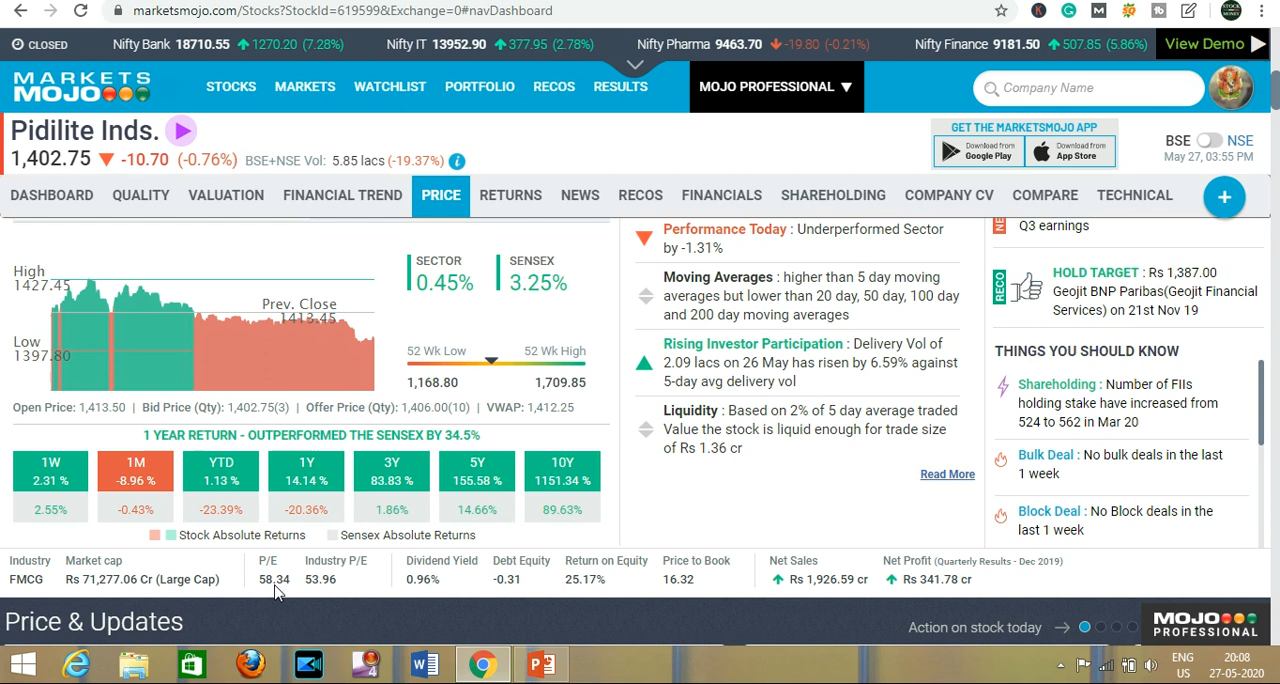 marketsmojo.com/Stocks?StockId=619599&Exchange=0#navDashboard
CLOSED Nifty Bank 18710.55 1270.20 (7.28%) Nifty IT 13952.90 377.95 (2.78%) Nifty Pharma 9463.70 -19.80 (-0.21%) Nifty Finance 9181.50 507.85 (5.86%) View Demo
MARKETS
MOJO
STOCKS MARKETS WATCHLIST PORTFOLIO RECOS RESULTS MOJO PROFESSIONAL Company Name
Pidilite Inds.
1,402.75 -10.70 (-0.76%) BSE+NSE Vol: 5.85 lacs (-19.37%)
GET THE MARKETSMOJO APP
Download from
Google Play
Download from
App Store
BSE NSE
May 27, 03:55 PM
DASHBOARD QUALITY VALUATION FINANCIAL TREND PRICE RETURNS NEWS RECOS FINANCIALS SHAREHOLDING COMPANY CV COMPARE TECHNICAL +
High
1427.45
Prev. Close
1413.45
Low
1397.80
SECTOR
0.45%
SENSEX
3.25%
52 Wk Low 52 Wk High
1,168.80 1,709.85
Open Price: 1,413.50 | Bid Price (Qty): 1,402.75(3) | Offer Price (Qty): 1,406.00(10) | VWAP: 1,412.25
1 YEAR RETURN - OUTPERFORMED THE SENSEX BY 34.5%
1W 1M YTD 1Y 3Y 5Y 10Y
2.31 % -8.96 % 1.13 % 14.14 % 83.83 % 155.58 % 1151.34 %
2.55% -0.43% -23.39% -20.36% 1.86% 14.66% 89.63%
Stock Absolute Returns Sensex Absolute Returns
Performance Today : Underperformed Sector
by -1.31%
Moving Averages : higher than 5 day moving
averages but lower than 20 day, 50 day, 100 day
and 200 day moving averages
Rising Investor Participation : Delivery Vol of
2.09 lacs on 26 May has risen by 6.59% against
5-day avg delivery vol
Liquidity : Based on 2% of 5 day average traded
Value the stock is liquid enough for trade size
of Rs 1.36 cr
Read More
Q3 earnings
RECO
HOLD TARGET : Rs 1,387.00
Geojit BNP Paribas(Geojit Financial
Services) on 21st Nov 19
THINGS YOU SHOULD KNOW
Shareholding : Number of FIIs
holding stake have increased from
524 to 562 in Mar 20
Bulk Deal : No bulk deals in the last
1 week
Block Deal : No Block deals in the
last 1 week
Industry Market cap P/E Industry P/E Dividend Yield Debt Equity Return on Equity Price to Book Net Sales Net Profit (Quarterly Results - Dec 2019)
FMCG Rs 71,277.06 Cr (Large Cap) 58.34 53.96 0.96% -0.31 25.17% 16.32 Rs 1,926.59 cr Rs 341.78 cr
Price & Updates
Action on stock today
MOJO
PROFESSIONAL
ENG
US
20:08
27-05-2020